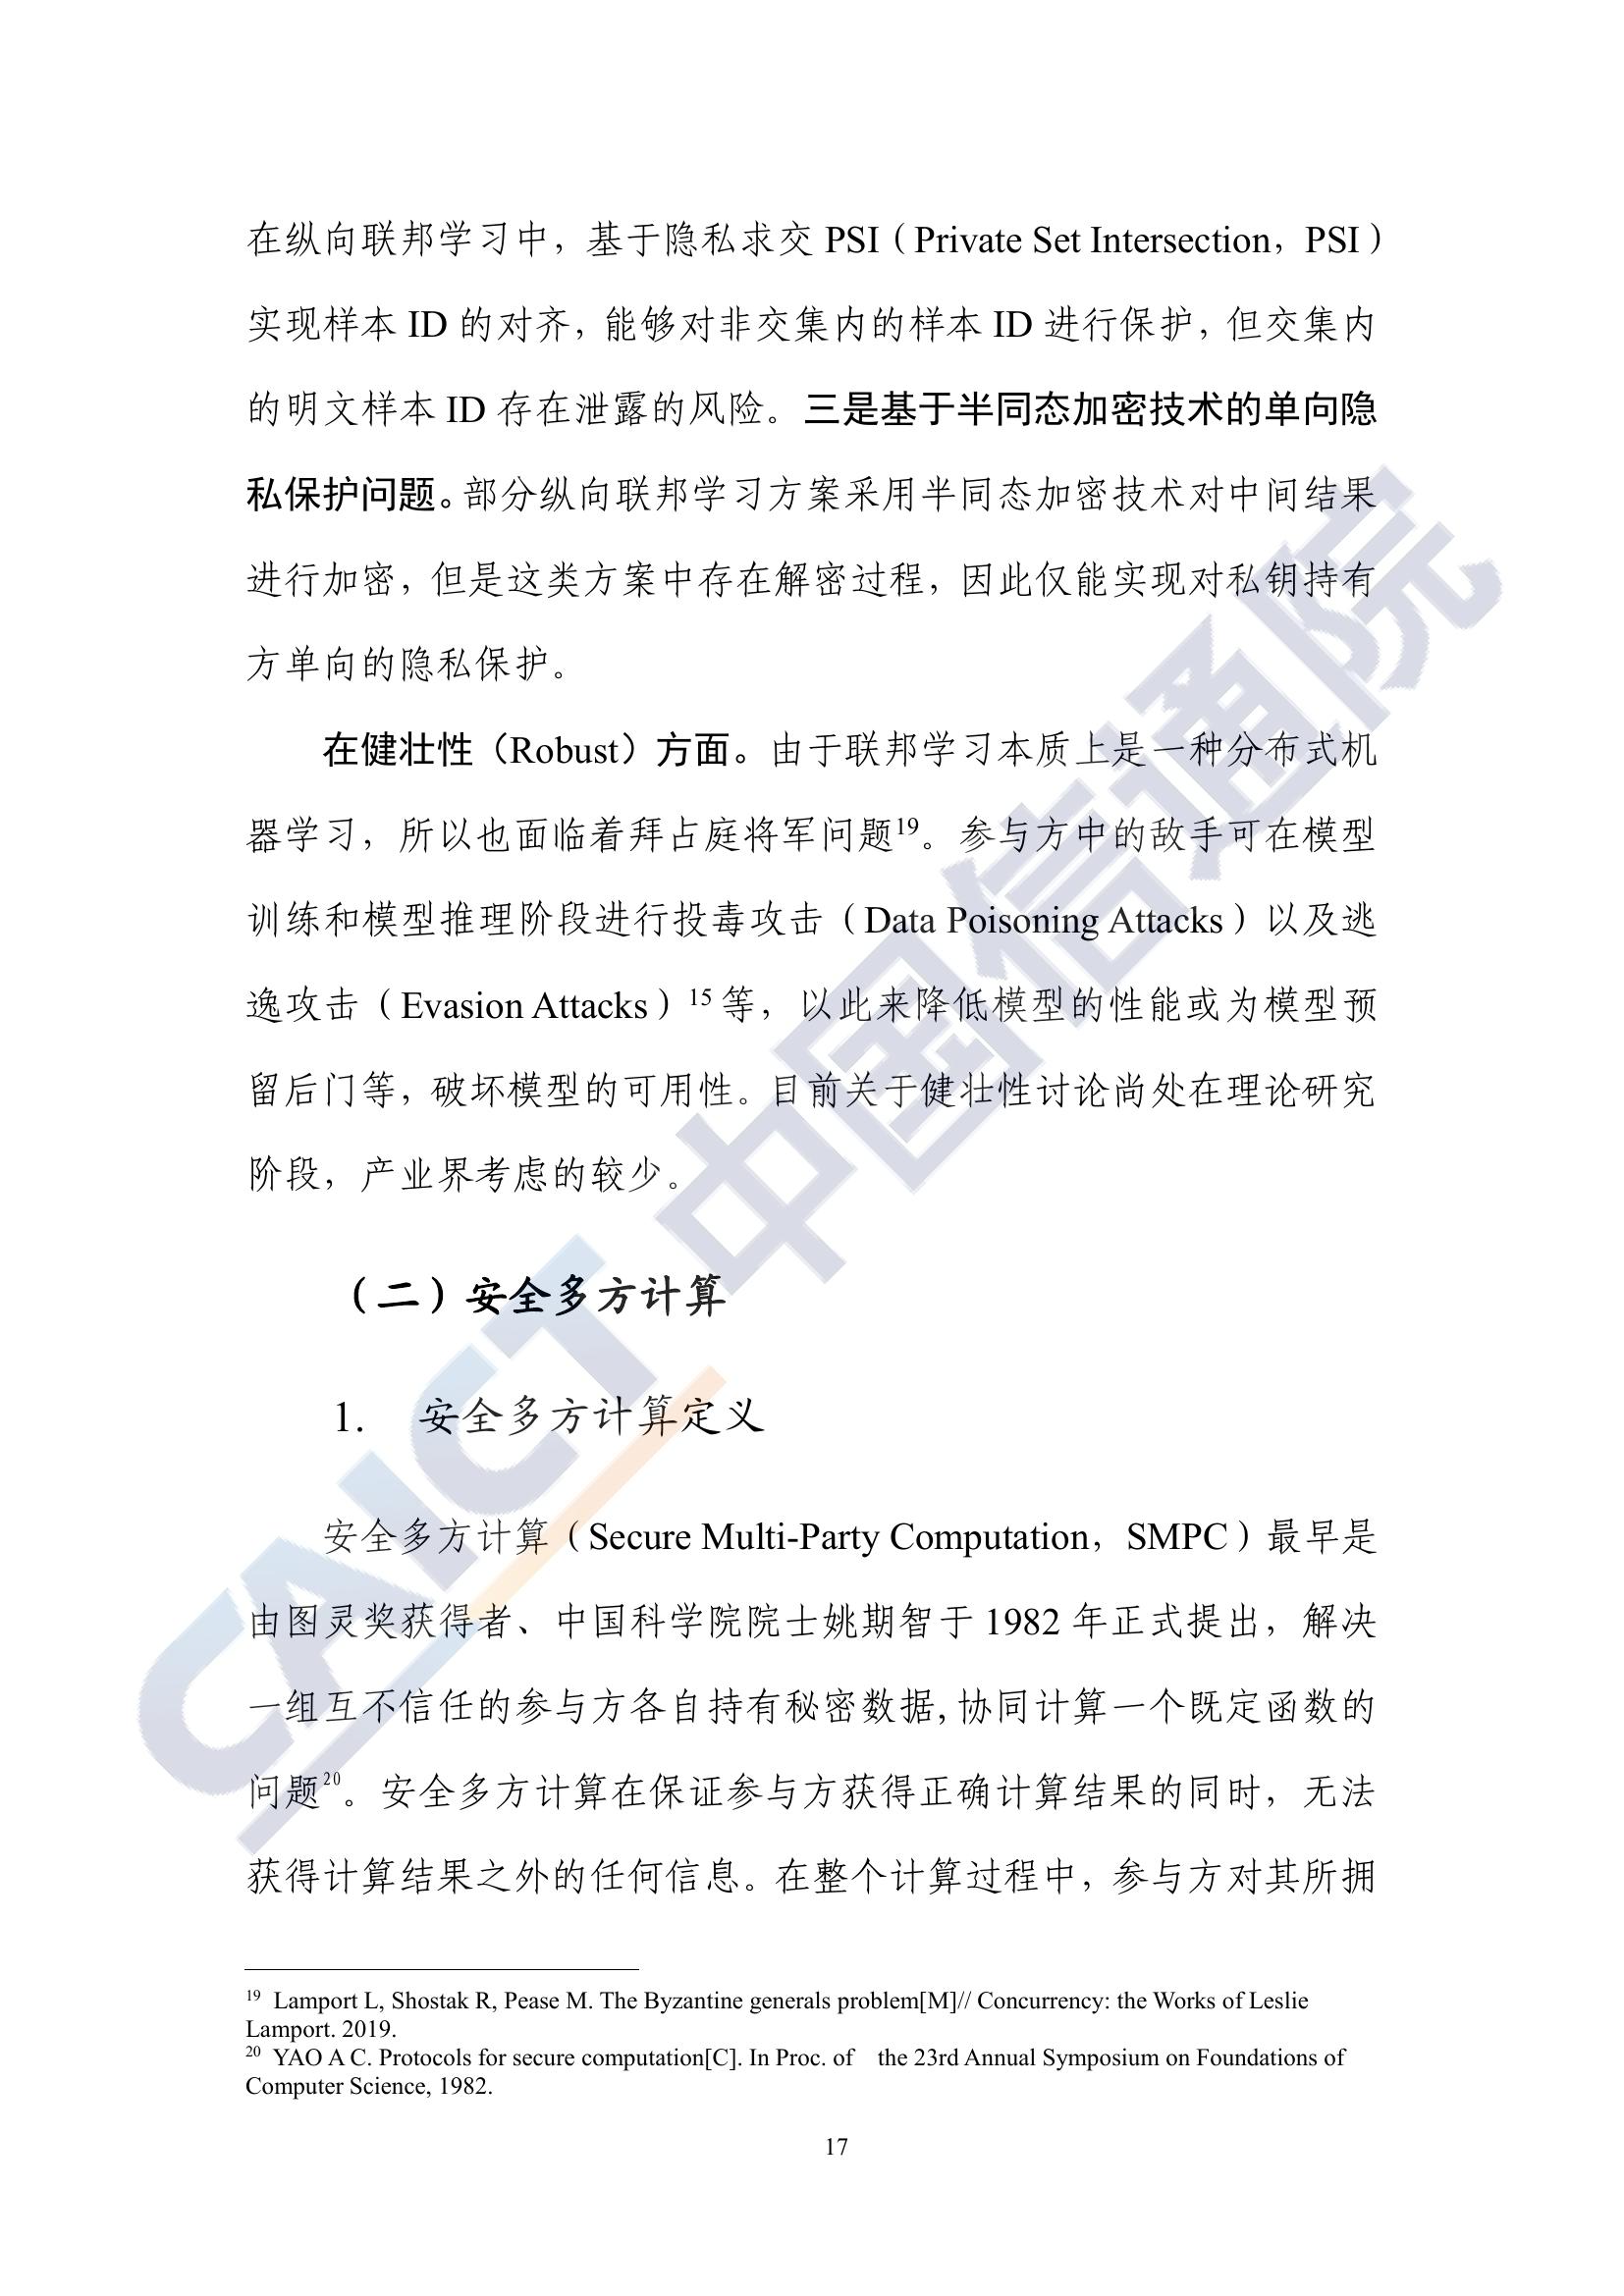 在纵向联邦学习中，基于隐私求交 PSI（Private Set Intersection，PSI）
实现样本 ID 的对齐，能够对非交集内的样本 ID 进行保护，但交集内
的明文样本 ID 存在泄露的风险。三是基于半同态加密技术的单向隐
私保护问题。部分纵向联邦学习方案采用半同态加密技术对中间结果
进行加密，但是这类方案中存在解密过程，因此仅能实现对私钥持有
方单向的隐私保护。
在健壮性（Robust）方面。由于联邦学习本质上是一种分布式机
器学习，所以也面临着拜占庭将军问题19。参与方中的敌手可在模型
训练和模型推理阶段进行投毒攻击（Data Poisoning Attacks）以及逃
逸攻击（Evasion Attacks）15 等，以此来降低模型的性能或为模型预
留后门等，破坏模型的可用性。目前关于健壮性讨论尚处在理论研究
阶段，产业界考虑的较少。
（二）安全多方计算
1. 安全多方计算定义
安全多方计算（Secure Multi-Party Computation，SMPC）最早是
由图灵奖获得者、中国科学院院士姚期智于 1982 年正式提出，解决
一组互不信任的参与方各自持有秘密数据,协同计算一个既定函数的
问题20。安全多方计算在保证参与方获得正确计算结果的同时，无法
获得计算结果之外的任何信息。在整个计算过程中，参与方对其所拥
19 Lamport L, Shostak R, Pease M. The Byzantine generals problem[M]// Concurrency: the Works of Leslie
Lamport. 2019.
20 YAO A C. Protocols for secure computation[C]. In Proc. of the 23rd Annual Symposium on Foundations of
Computer Science, 1982.
17
CAICT 中国信通院